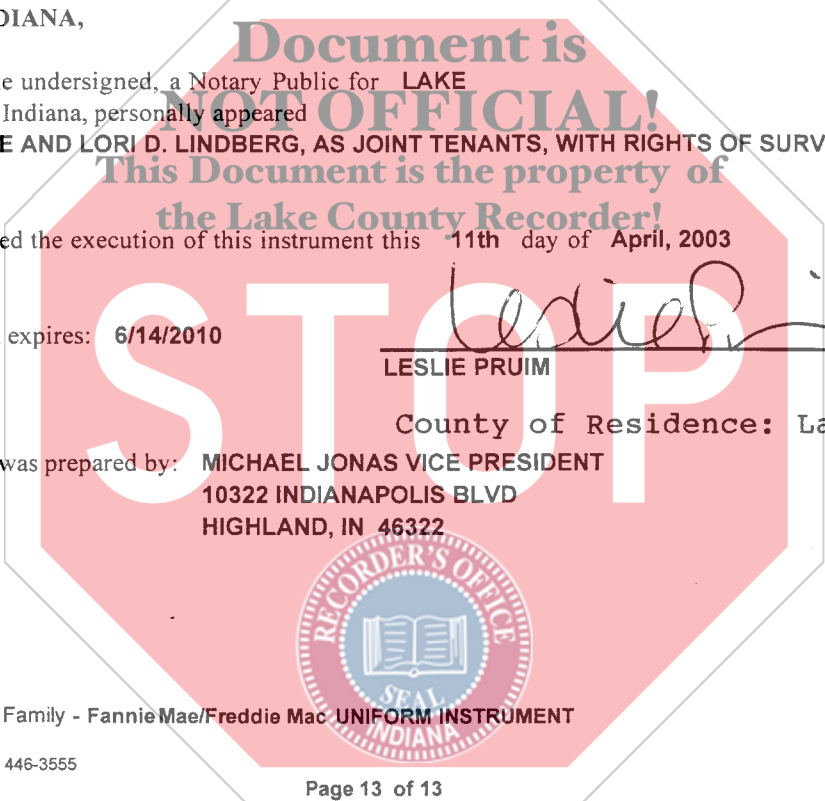 DIANA,
Document is
e undersigned, a Notary Public for LAKE
Indiana, personally appeared
NOT OFFICIAL!
E AND LORI D. LINDBERG, AS JOINT TENANTS, WITH RIGHTS OF SURV
This Document is the property of
the Lake County Recorder!
ed the execution of this instrument this 11th day of April, 2003
STOP
expires: 6/14/2010
LESLIE PRUIM
County of Residence: La
was prepared by: MICHAEL JONAS VICE PRESIDENT
10322 INDIANAPOLIS BLVD
HIGHLAND, IN 46322
RECORDER'S OFFICE
SEAL
INDIANA
Family - FannieMae/Freddie Mac UNIFORM INSTRUMENT
446-3555
Page 13 of 13